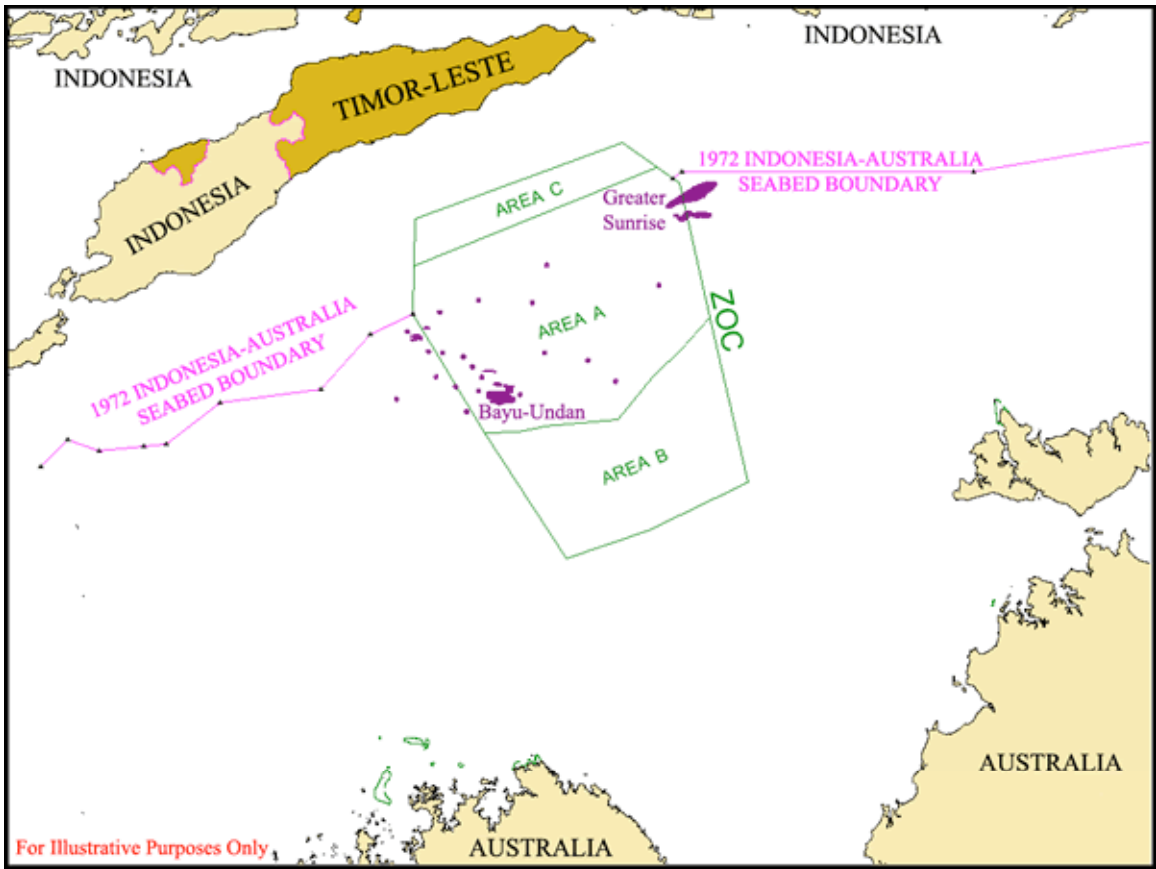 INDONESIA
INDONESIA
TIMOR-LESTE
1972 INDONESIA-AUSTRALIA
SEABED BOUNDARY
AREA C
Greater
Sunrise
INDONESIA
ZOC
AREA A
1972 INDONESIA-AUSTRALIA
SEABED BOUNDARY
Bayu-Undan
AREA B
AUSTRALIA
For Illustrative Purposes Only
AUSTRALIA